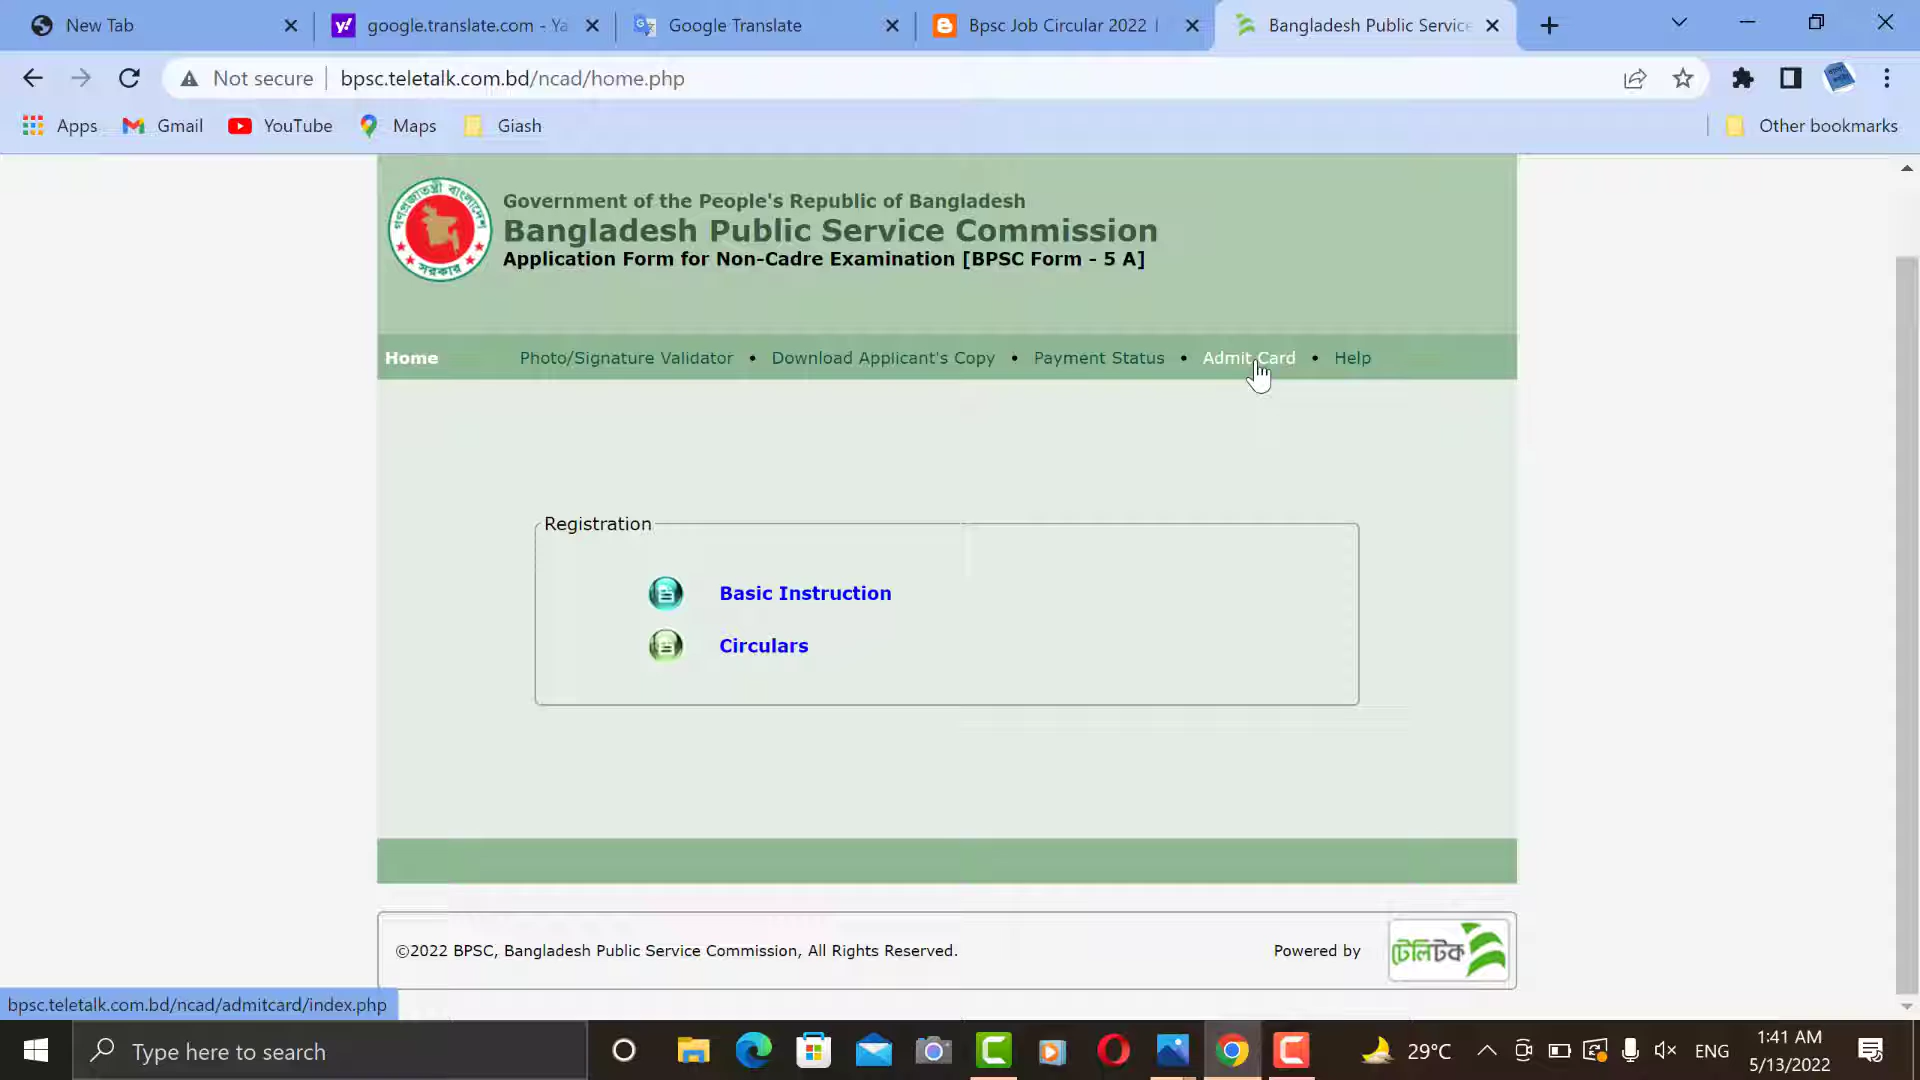 New Tab
google.translate.com - Ya
Google Translate
Bpsc Job Circular 2022 |
Bangladesh Public Service
Not secure
bpsc.teletalk.com.bd/ncad/home.php
Apps
Gmail
YouTube
Maps
Giash
Other bookmarks
গণপ্রজাতন্ত্রী বাংলাদেশ
সরকার
Government of the People's Republic of Bangladesh
Bangladesh Public Service Commission
Application Form for Non-Cadre Examination [BPSC Form - 5 A]
Home
Photo/Signature Validator • Download Applicant's Copy • Payment Status • Admit Card • Help
Registration
Basic Instruction
Circulars
©2022 BPSC, Bangladesh Public Service Commission, All Rights Reserved.
Powered by
টেলিটক
bpsc.teletalk.com.bd/ncad/admitcard/index.php
Type here to search
29°C
ENG
1:41 AM
5/13/2022